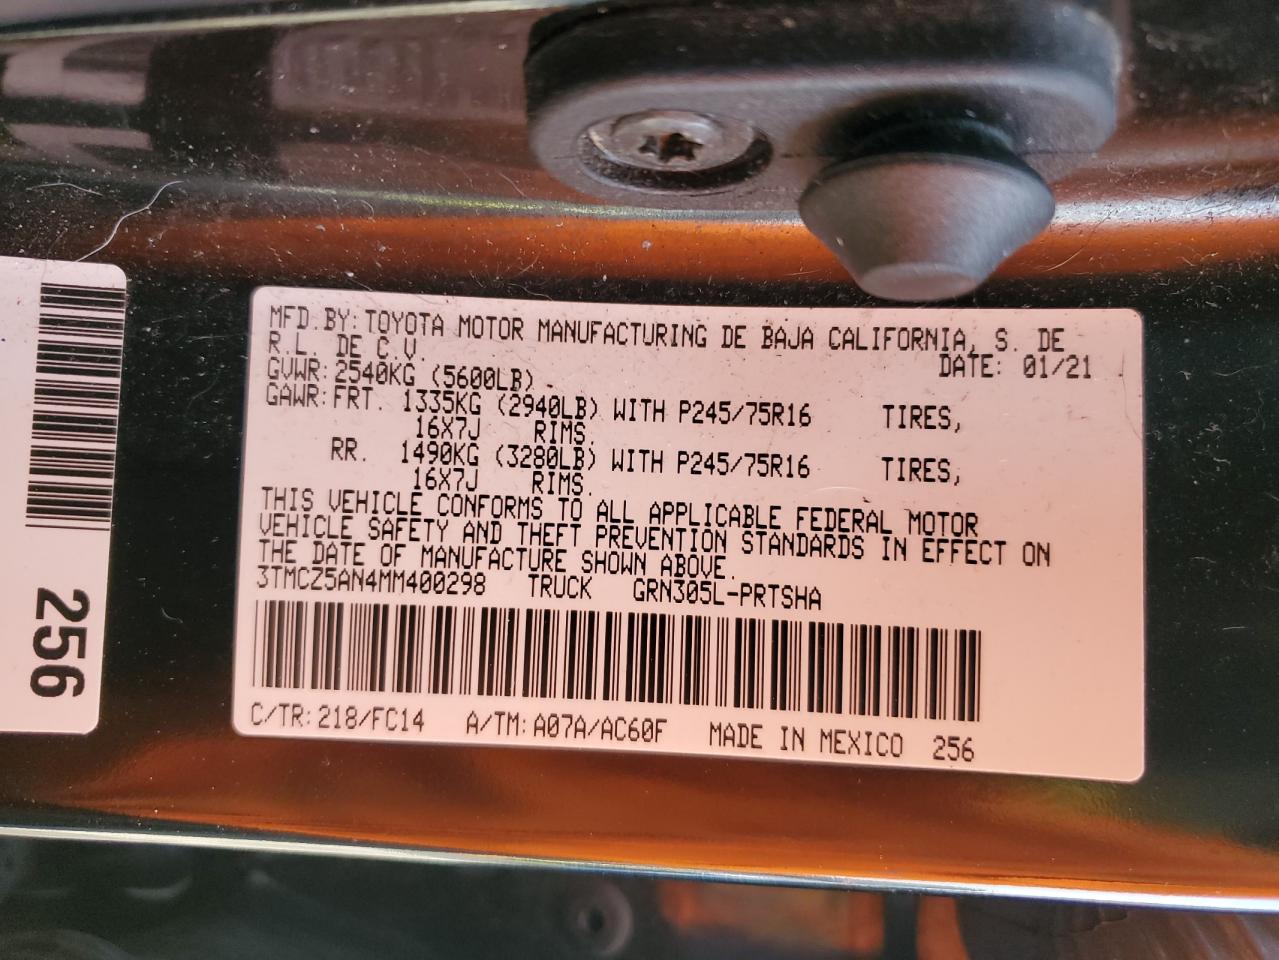 MFD.BY:TOYOTA MOTOR MANUFACTURING DE BAJA CALIFORNIA, S. DE
R.L. DE C.V. DATE: 01/21
GVWR:2540KG (5600LB)
GAWR:FRT. 1335KG (2940LB) WITH P245/75R16 TIRES,
16X7J RIMS.
RR. 1490KG (3280LB) WITH P245/75R16 TIRES,
16X7J RIMS.
THIS VEHICLE CONFORMS TO ALL APPLICABLE FEDERAL MOTOR
VEHICLE SAFETY AND THEFT PREVENTION STANDARDS IN EFFECT ON
THE DATE OF MANUFACTURE SHOWN ABOVE.
3TMCZ5AN4MM400298 TRUCK GRN305L-PRTSHA
C/TR:218/FC14 A/TM:A07A/AC60F MADE IN MEXICO 256
256